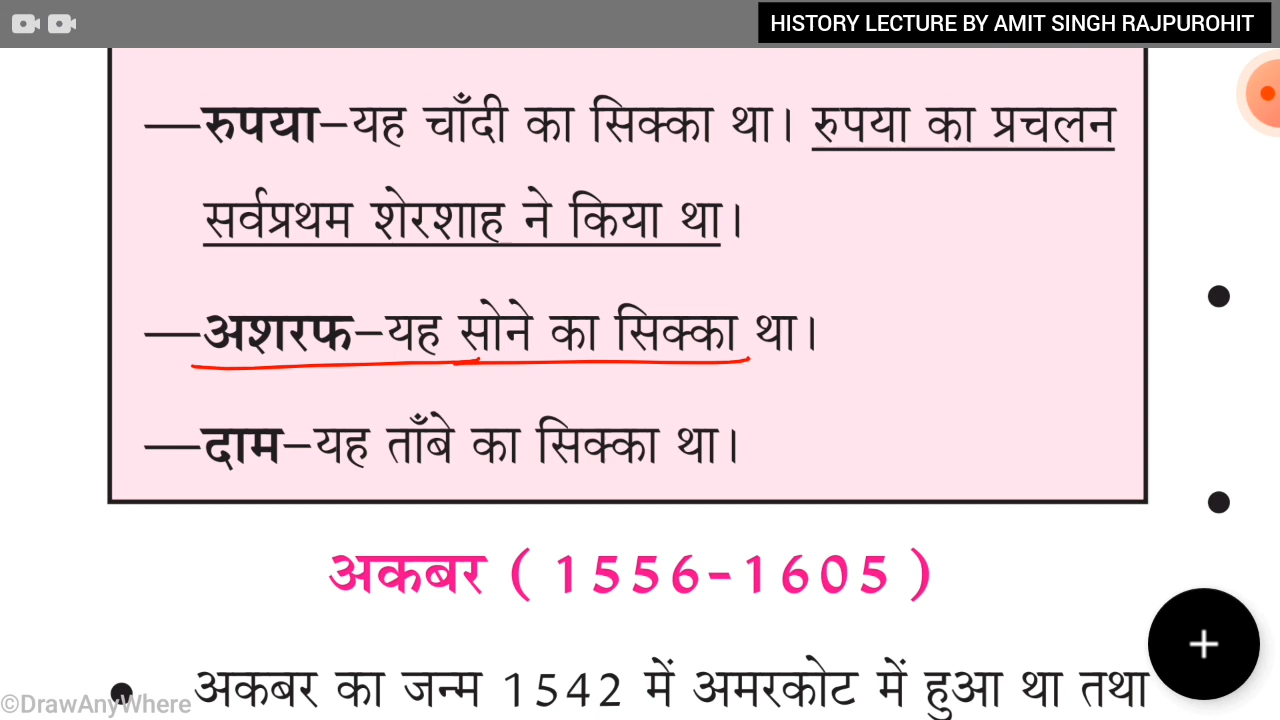 HISTORY LECTURE BY AMIT SINGH RAJPUROHIT
—रुपया–यह चाँदी का सिक्का था। रुपया का प्रचलन
सर्वप्रथम शेरशाह ने किया था।
—अशरफ–यह सोने का सिक्का था।
—दाम–यह ताँबे का सिक्का था।
अकबर ( 1556-1605 )
• अकबर का जन्म 1542 में अमरकोट में हुआ था तथा
©DrawAnyWhere